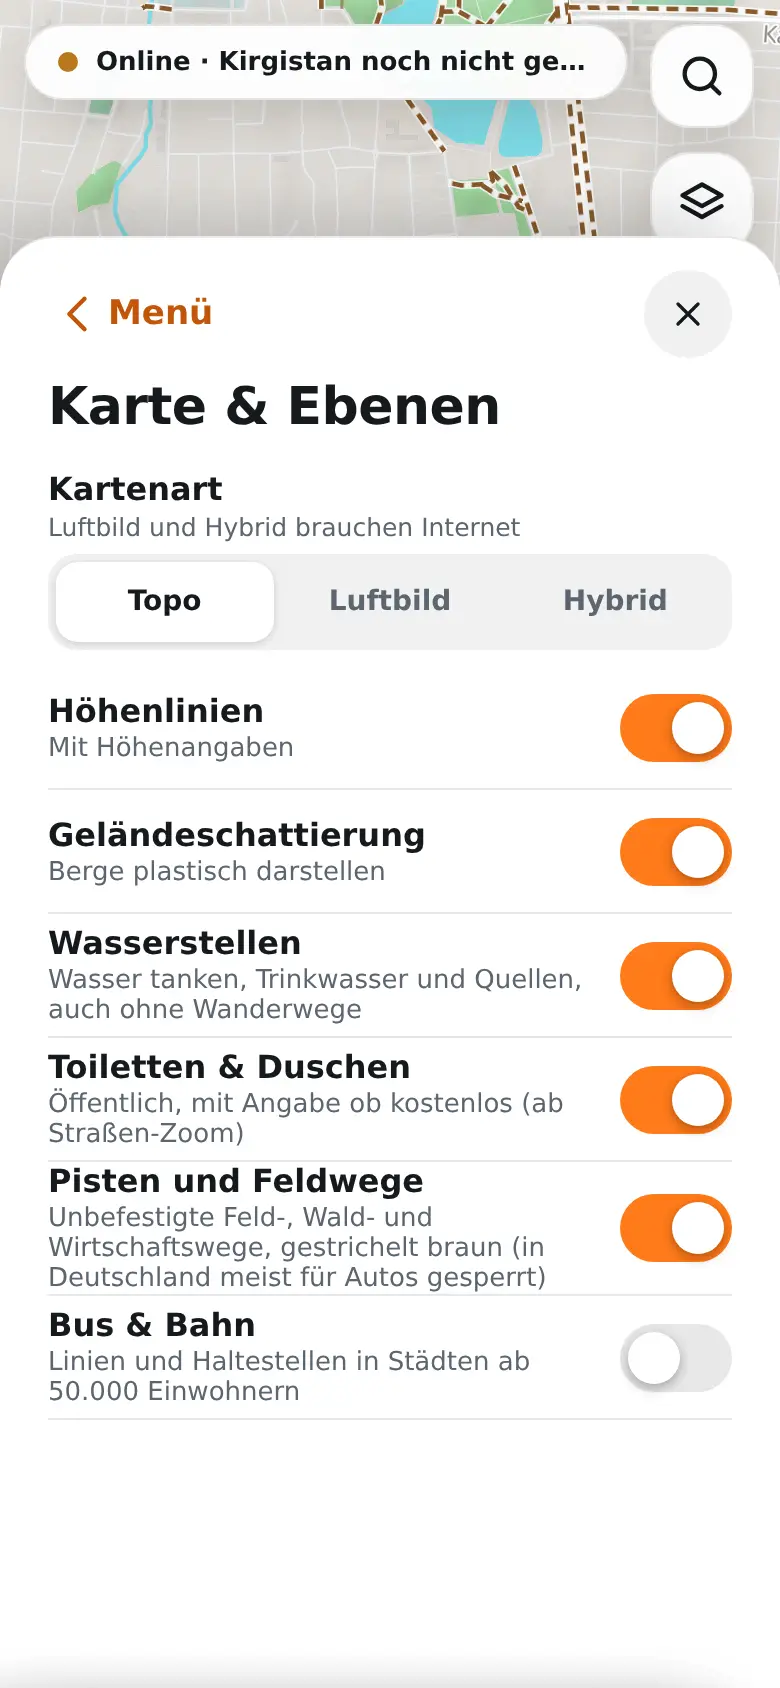 Online · Kirgistan noch nicht ge…
Menü
Karte & Ebenen
Kartenart
Luftbild und Hybrid brauchen Internet
Topo
Luftbild
Hybrid
Höhenlinien
Mit Höhenangaben
Geländeschattierung
Berge plastisch darstellen
Wasserstellen
Wasser tanken, Trinkwasser und Quellen,
auch ohne Wanderwege
Toiletten & Duschen
Öffentlich, mit Angabe ob kostenlos (ab
Straßen-Zoom)
Pisten und Feldwege
Unbefestigte Feld-, Wald- und
Wirtschaftswege, gestrichelt braun (in
Deutschland meist für Autos gesperrt)
Bus & Bahn
Linien und Haltestellen in Städten ab
50.000 Einwohnern